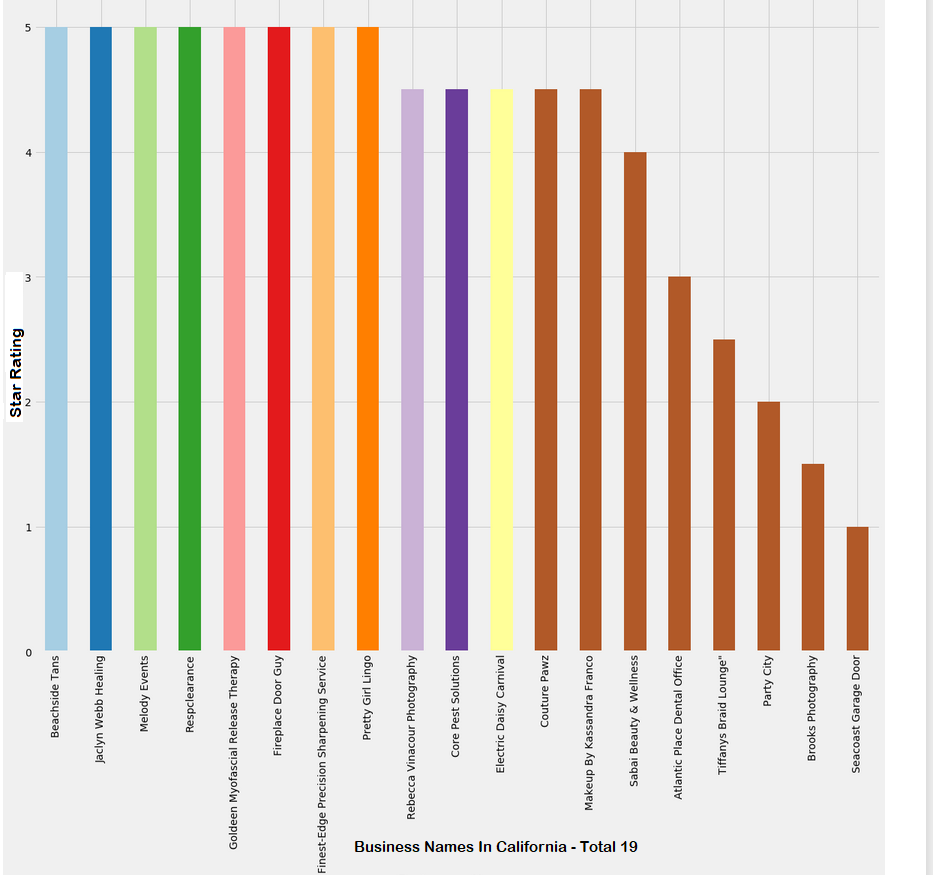 5
4
3
2
1
0
Star Rating
Beachside Tans
Jaclyn Webb Healing
Melody Events
Respclearance
Goldeen Myofascial Release Therapy
Fireplace Door Guy
Finest-Edge Precision Sharpening Service
Pretty Girl Lingo
Rebecca Vinacour Photography
Core Pest Solutions
Electric Daisy Carnival
Couture Pawz
Makeup By Kassandra Franco
Sabai Beauty & Wellness
Atlantic Place Dental Office
Tiffanys Braid Lounge"
Party City
Brooks Photography
Seacoast Garage Door
Business Names In California - Total 19